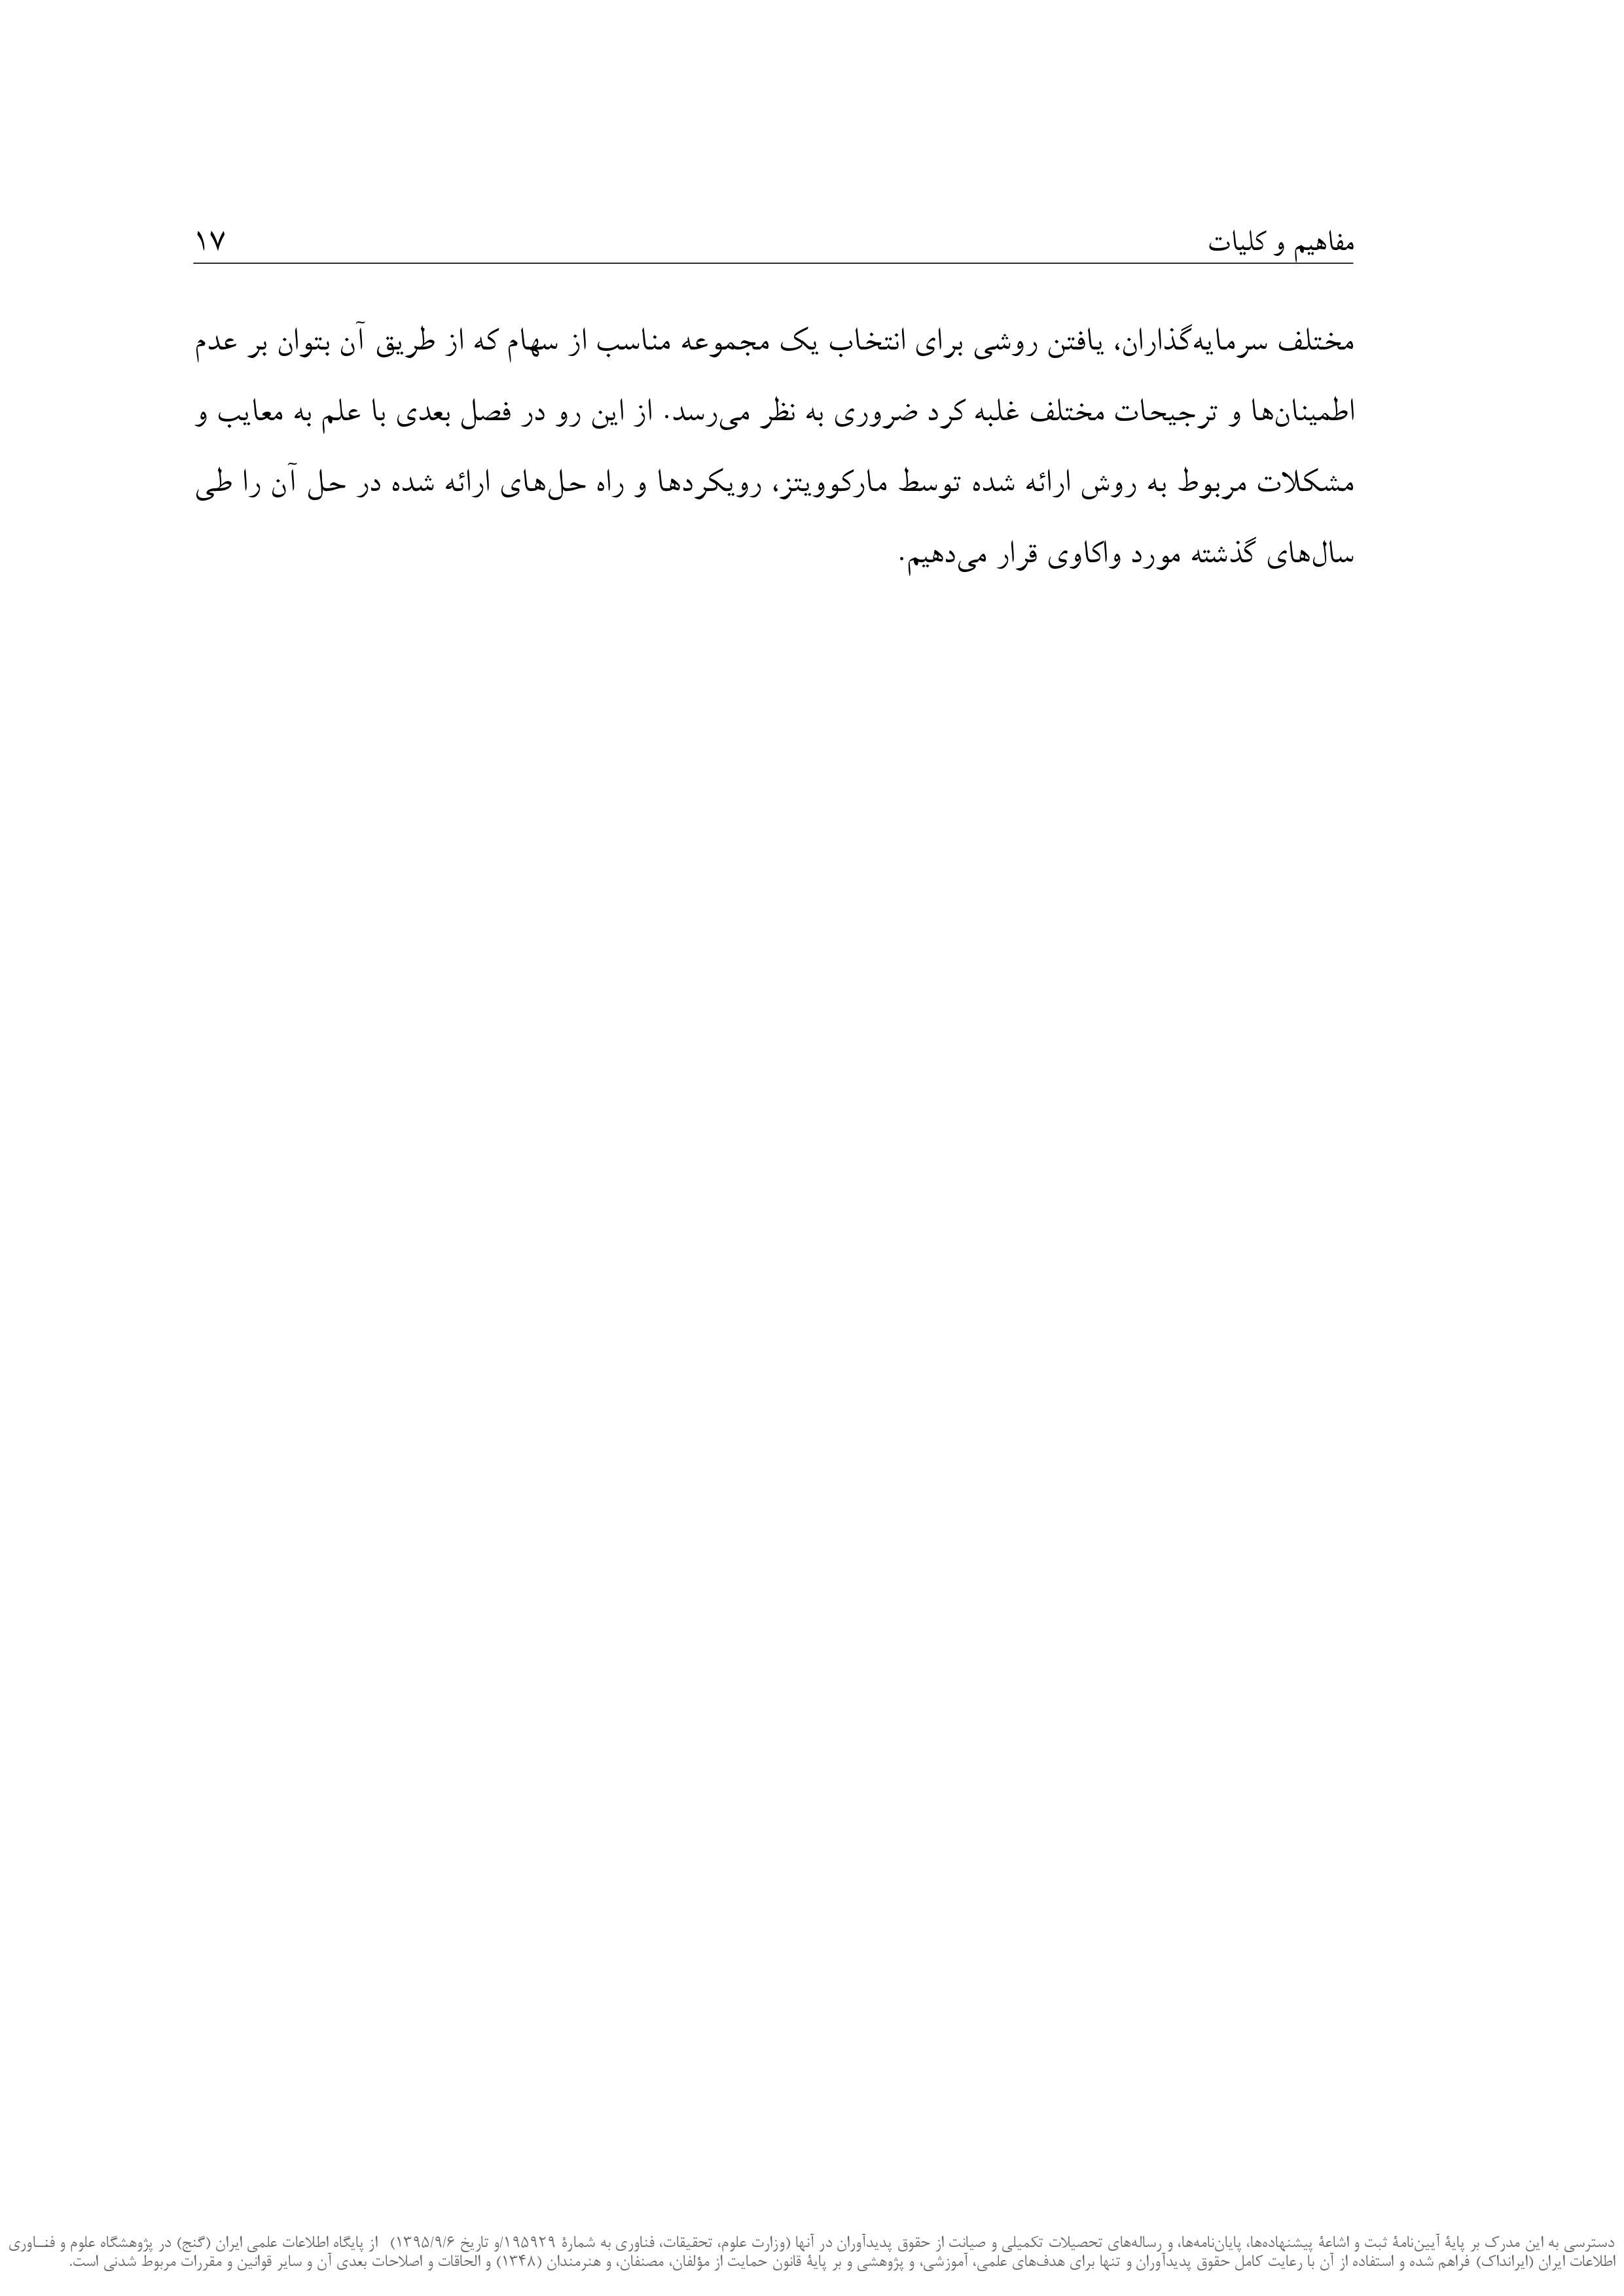 مفاهیم و کلیات ۱۷
مختلف سرمایه‌گذاران، یافتن روشی برای انتخاب یک مجموعه مناسب از سهام که از طریق آن بتوان بر عدم
اطمینان‌ها و ترجیحات مختلف غلبه کرد ضروری به نظر می‌رسد. از این رو در فصل بعدی با علم به معایب و
مشکلات مربوط به روش ارائه شده توسط مارکوویتز، رویکردها و راه حل‌های ارائه شده در حل آن را طی
سال‌های گذشته مورد واکاوی قرار می‌دهیم.
دسترسی به این مدرک بر پایهٔ آیین‌نامهٔ ثبت و اشاعهٔ پیشنهاده‌ها، پایان‌نامه‌ها، و رساله‌های تحصیلات تکمیلی و صیانت از حقوق پدیدآوران در آنها (وزارت علوم، تحقیقات، فناوری به شمارهٔ ۱۹۵۹۲۹/و تاریخ ۱۳۹۵/۹/۶) از پایگاه اطلاعات علمی ایران (گنج) در پژوهشگاه علوم و فنـاوری
اطلاعات ایران (ایرانداک) فراهم شده و استفاده از آن با رعایت کامل حقوق پدیدآوران و تنها برای هدف‌های علمی، آموزشی، و پژوهشی و بر پایهٔ قانون حمایت از مؤلفان، مصنفان، و هنرمندان (۱۳۴۸) و الحاقات و اصلاحات بعدی آن و سایر قوانین و مقررات مربوط شدنی است.